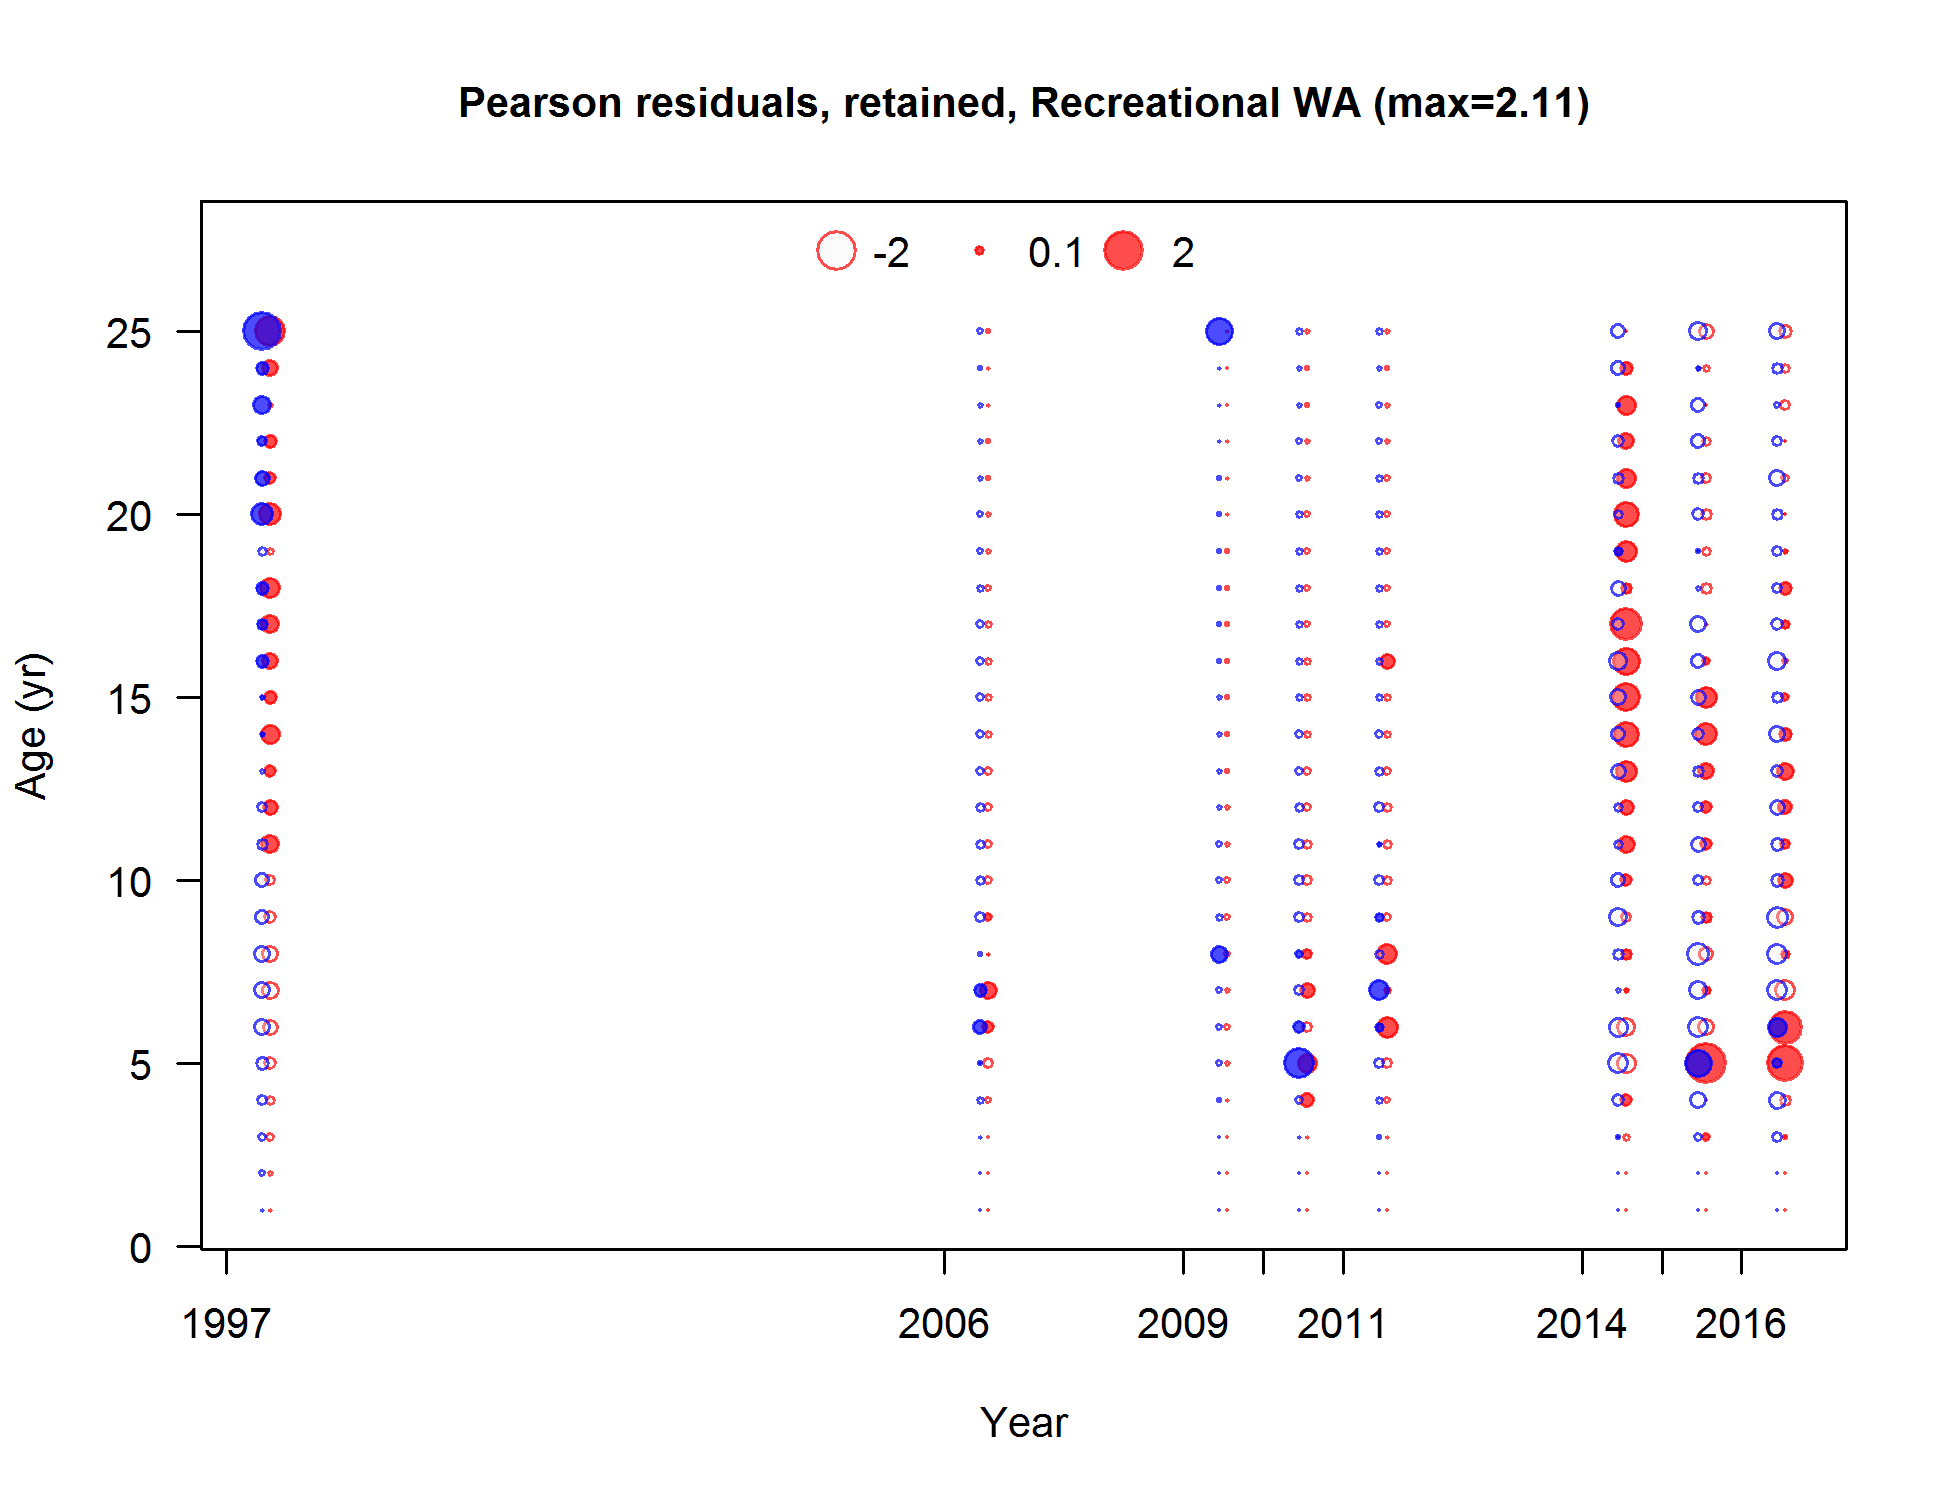 Pearson residuals, retained, Recreational WA (max=2.11)
-2 0.1 2
25
20
15
10
5
0
Age (yr)
1997 2006 2009 2011 2014 2016
Year